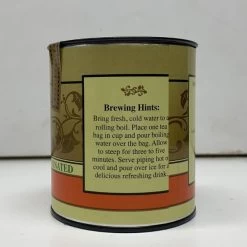 Brewing Hints:
Bring fresh, cold water to a
rolling boil. Place one tea
bag in cup and pour boiling
water over the bag. Allow
to steep for three to five
minutes. Serve piping hot or
cool and pour over ice for a
delicious refreshing drink.
NATED